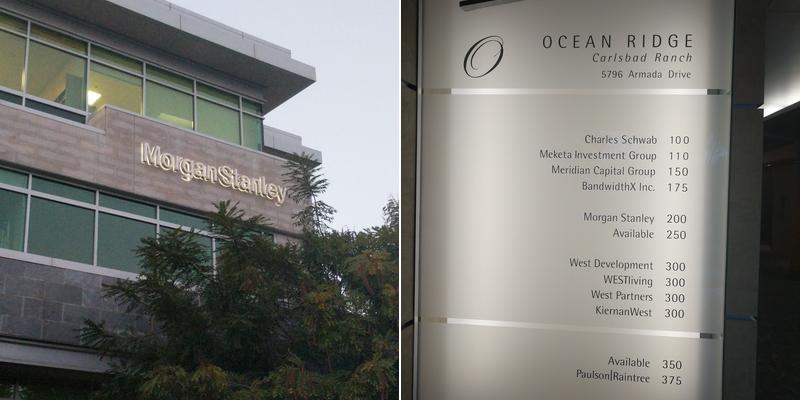 MorganStanley
O
OCEAN RIDGE
Carlsbad Ranch
5796 Armada Drive
Charles Schwab 100
Meketa Investment Group 110
Meridian Capital Group 150
BandwidthX Inc. 175
Morgan Stanley 200
Available 250
West Development 300
WESTliving 300
West Partners 300
KiernanWest 300
Available 350
Paulson|Raintree 375